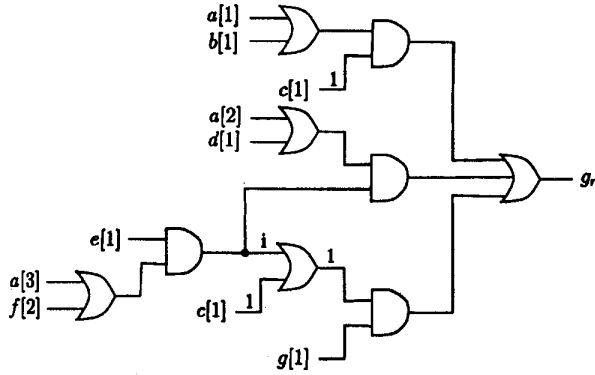 a[1]
b[1]
c[1] 1
a[2]
d[1]
g_r
e[1]
i
1
a[3]
f[2]
c[1] 1
g[1]